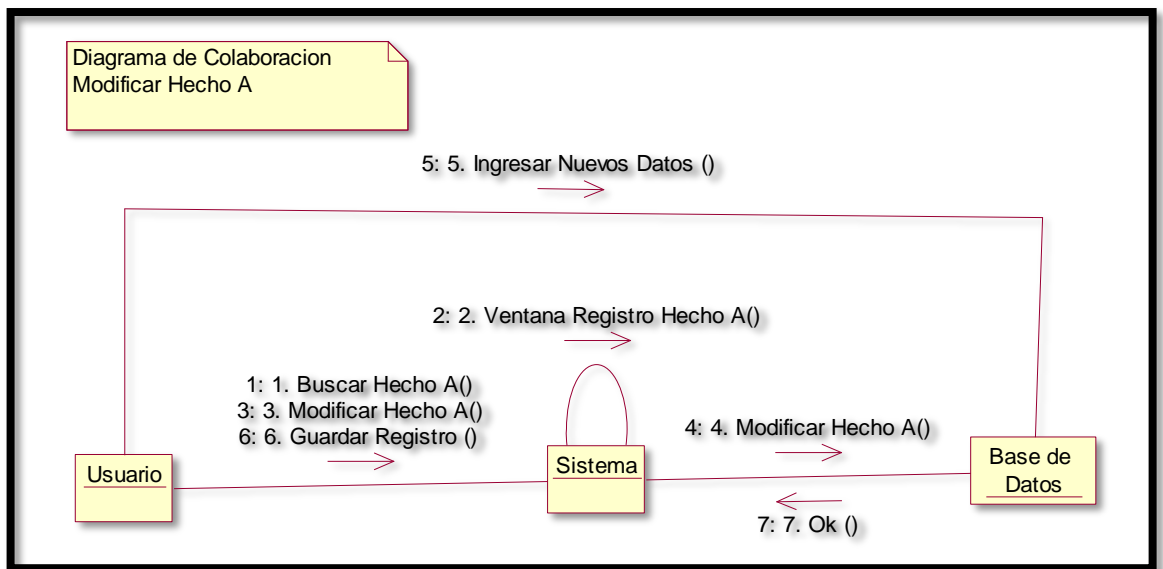 Diagrama de Colaboracion
Modificar Hecho A
5: 5. Ingresar Nuevos Datos ()
2: 2. Ventana Registro Hecho A()
1: 1. Buscar Hecho A()
3: 3. Modificar Hecho A()
6: 6. Guardar Registro ()
4: 4. Modificar Hecho A()
Usuario
Sistema
Base de
Datos
7: 7. Ok ()